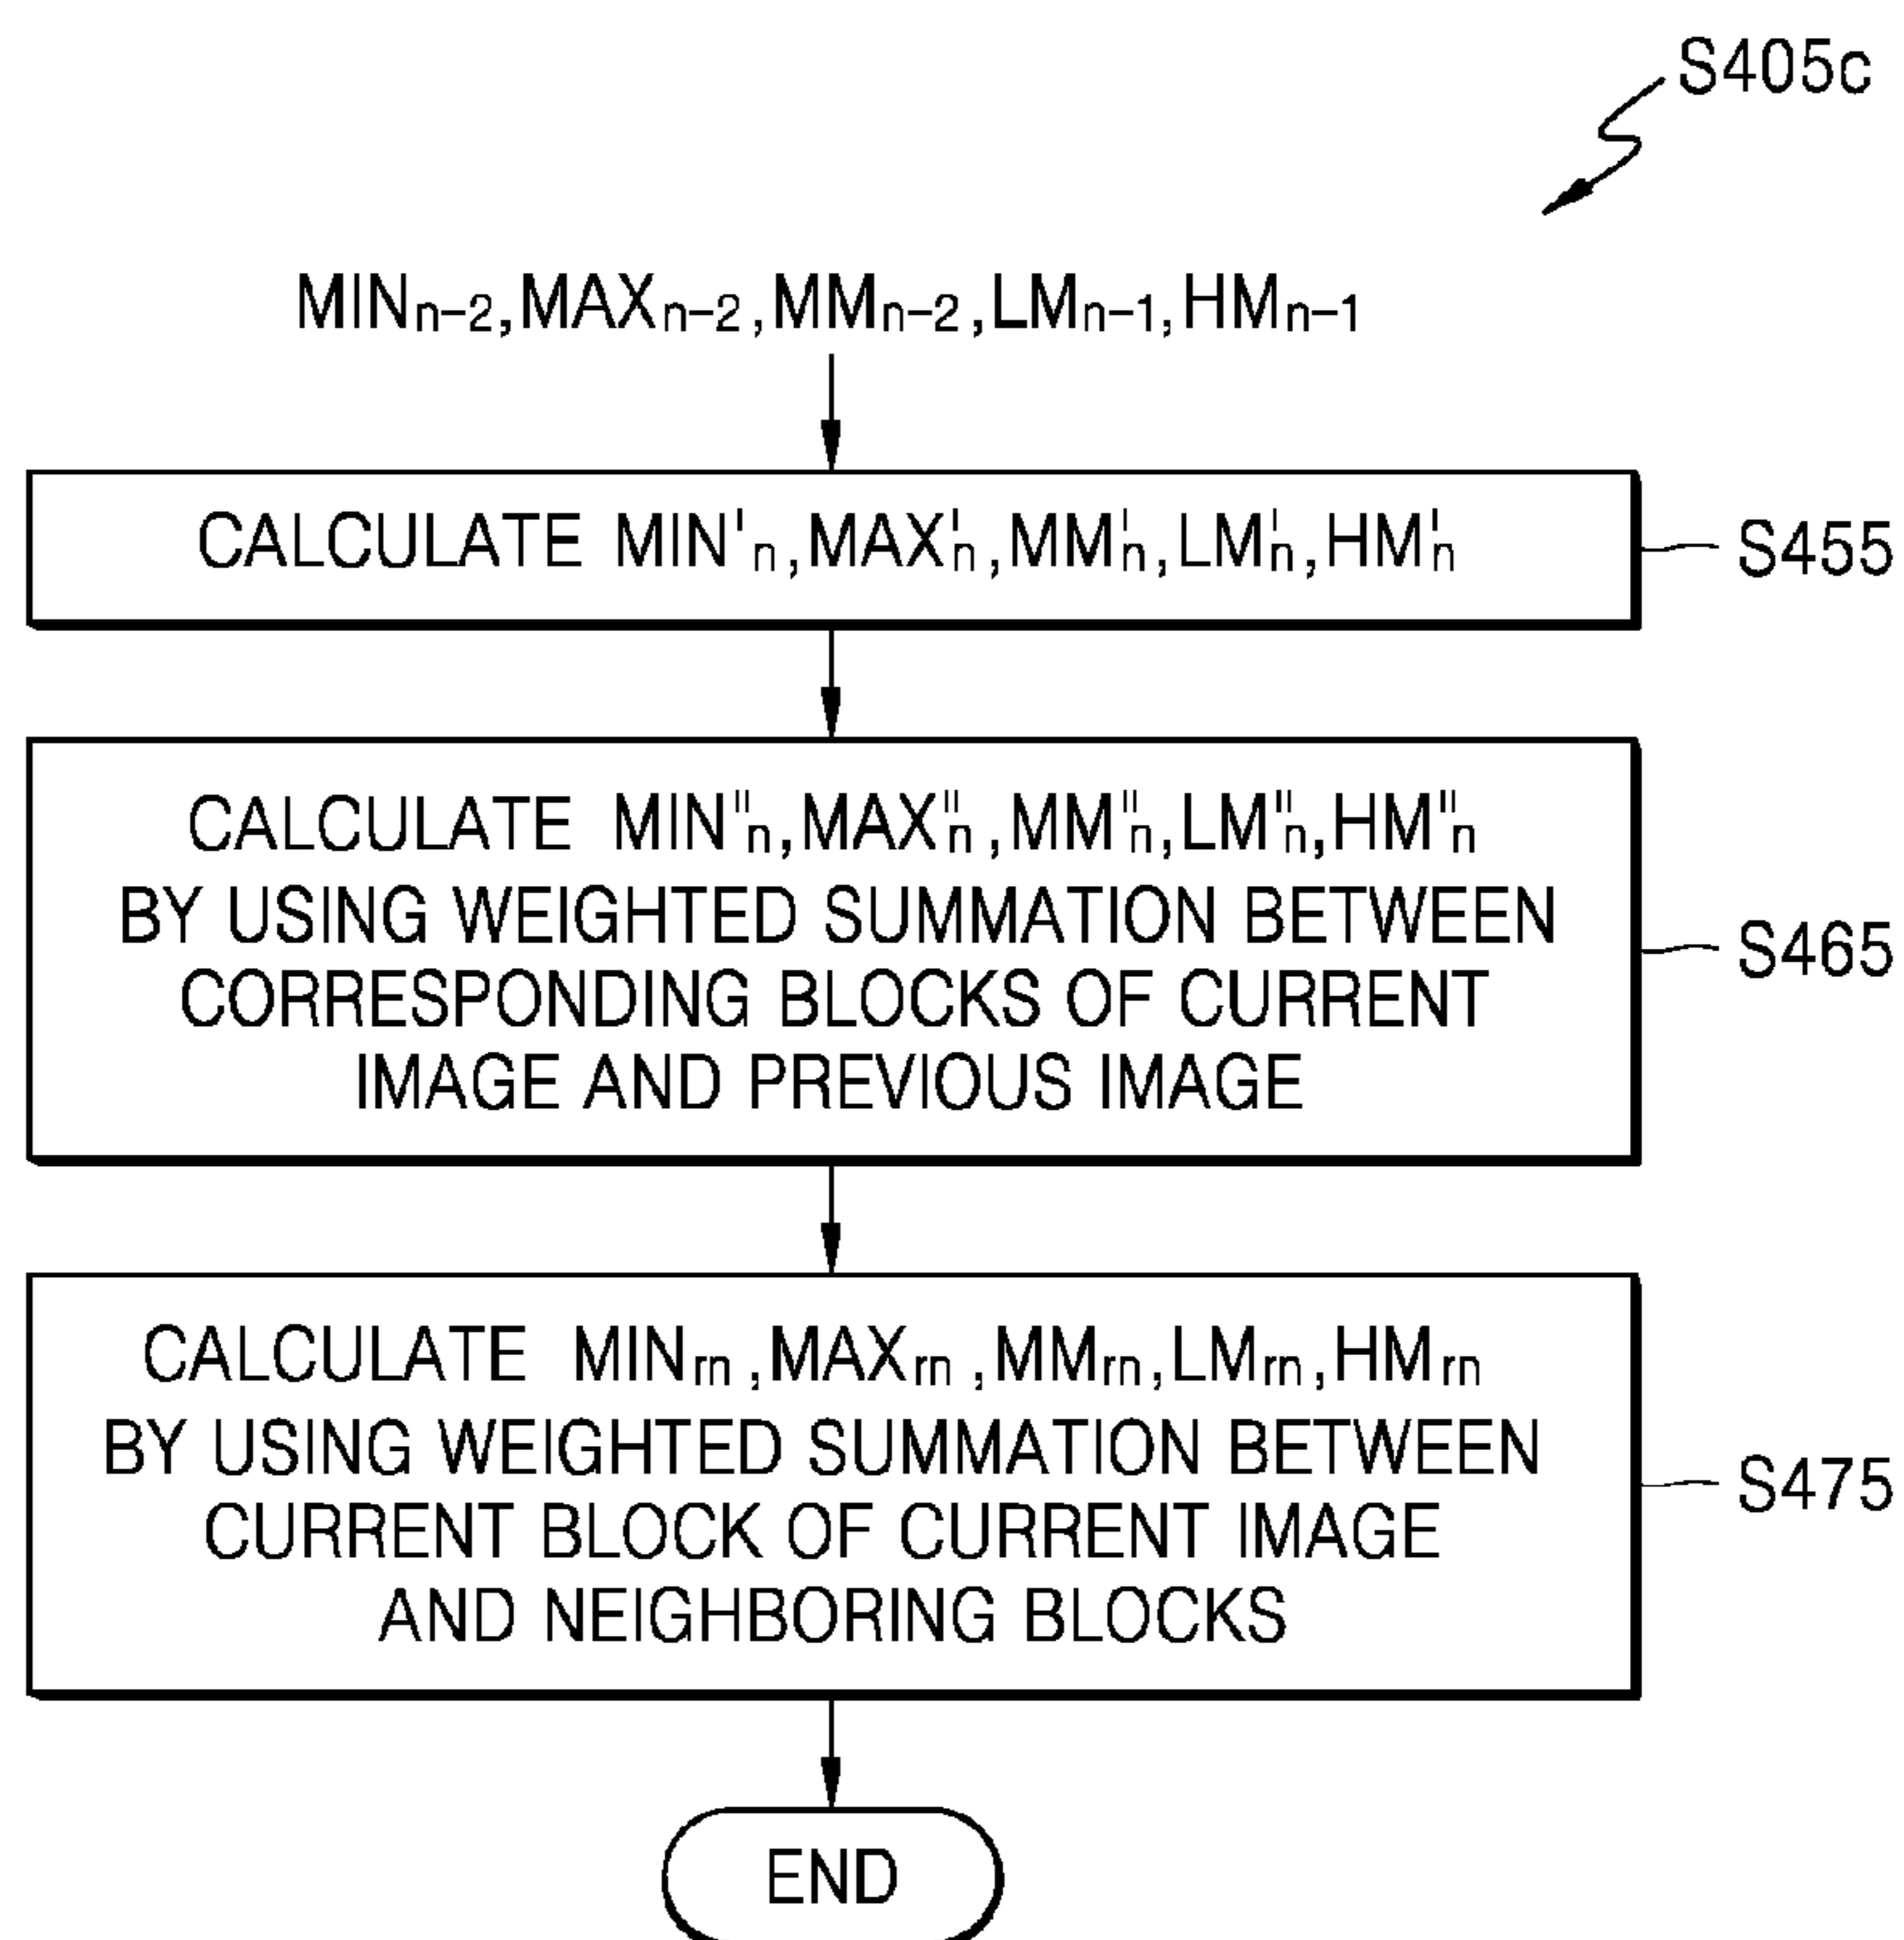 S405c
MINn-2,MAXn-2,MMn-2,LMn-1,HMn-1
CALCULATE MIN'n,MAX'n,MM'n,LM'n,HM'n
S455
CALCULATE MIN"n,MAX"n,MM"n,LM"n,HM"n
BY USING WEIGHTED SUMMATION BETWEEN
CORRESPONDING BLOCKS OF CURRENT
IMAGE AND PREVIOUS IMAGE
S465
CALCULATE MINrn,MAXrn,MMrn,LMrn,HMrn
BY USING WEIGHTED SUMMATION BETWEEN
CURRENT BLOCK OF CURRENT IMAGE
AND NEIGHBORING BLOCKS
S475
END